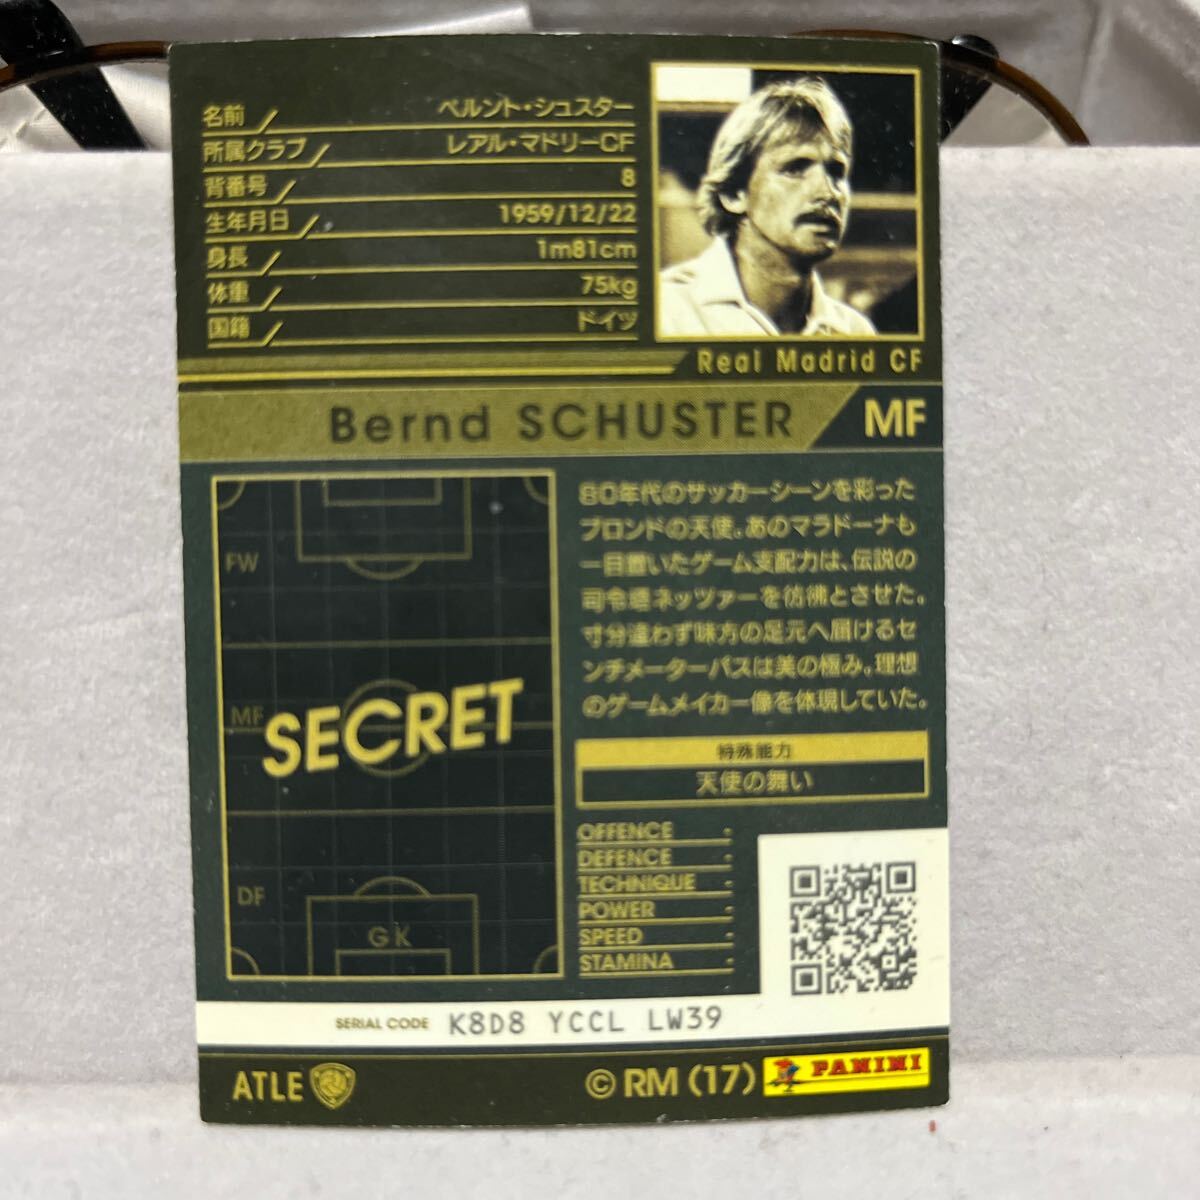 名前 ベルント・シュスター
所属クラブ レアル・マドリーCF
背番号 8
生年月日 1959/12/22
身長 1m81cm
体重 75kg
国籍 ドイツ
Real Madrid CF
Bernd SCHUSTER MF
FW
MF
SECRET
DF
GK
80年代のサッカーシーンを彩った
ブロンドの天使。あのマラドーナも
一目置いたゲーム支配力は、伝説の
司令塔ネッツァーを彷彿とさせた。
寸分違わず味方の足元へ届けるセ
ンチメーターパスは美の極み。理想
のゲームメイカー像を体現していた。
特殊能力
天使の舞い
OFFENCE -
DEFENCE -
TECHNIQUE -
POWER -
SPEED -
STAMINA -
SERIAL CODE K8D8 YCCL LW39
ATLE © RM (17) PANINI